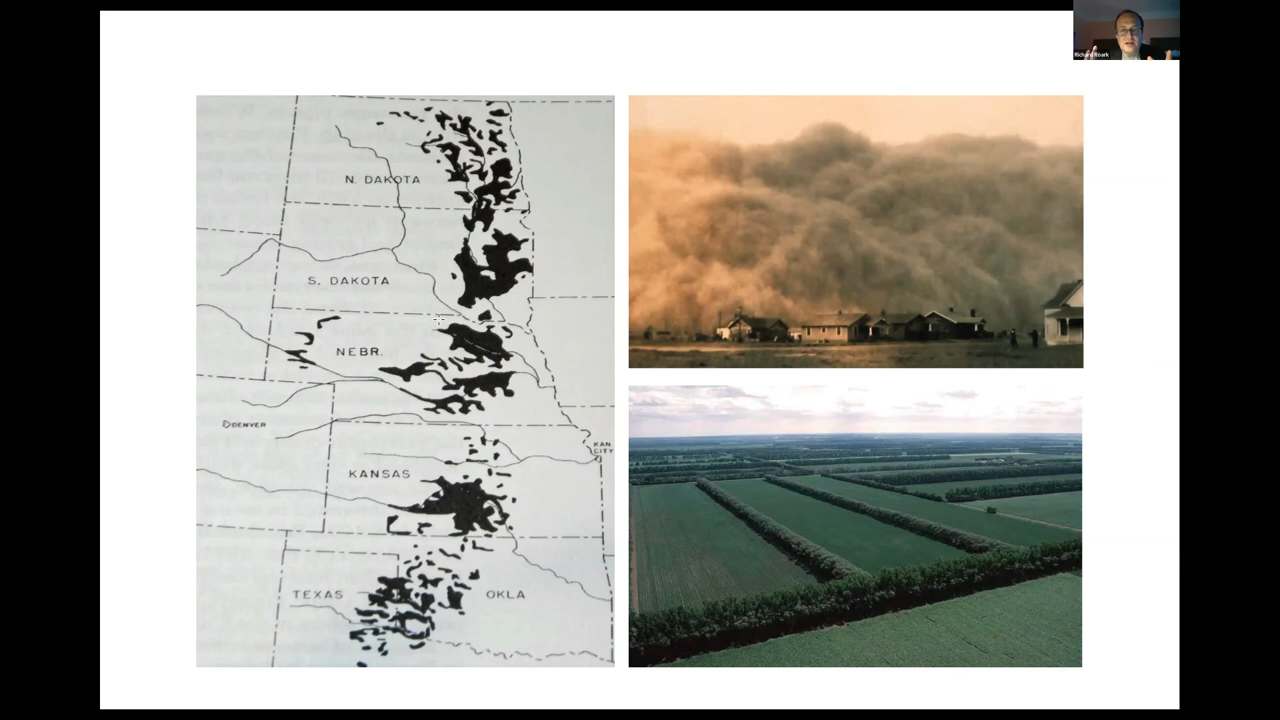 Richard Roark
N. DAKOTA
S. DAKOTA
NEBR.
DENVER
KAN
CITY
KANSAS
TEXAS
OKLA